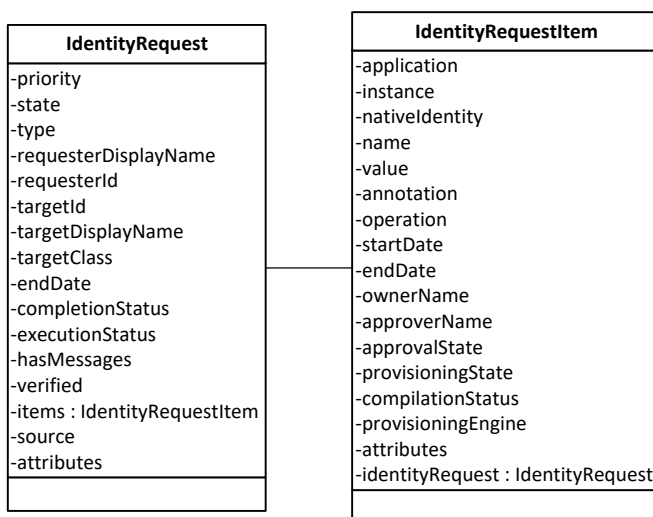 IdentityRequest
-priority
-state
-type
-requesterDisplayName
-requesterId
-targetId
-targetDisplayName
-targetClass
-endDate
-completionStatus
-executionStatus
-hasMessages
-verified
-items : IdentityRequestItem
-source
-attributes
IdentityRequestItem
-application
-instance
-nativeIdentity
-name
-value
-annotation
-operation
-startDate
-endDate
-ownerName
-approverName
-approvalState
-provisioningState
-compilationStatus
-provisioningEngine
-attributes
-identityRequest : IdentityRequest